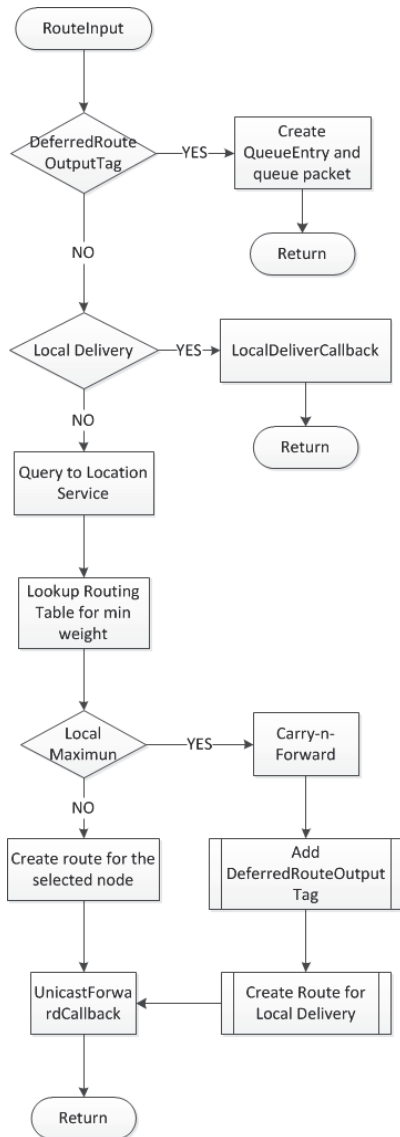 RouteInput
DeferredRoute
OutputTag
YES
Create
QueueEntry and
queue packet
Return
NO
Local Delivery
YES
LocalDeliverCallback
Return
NO
Query to Location
Service
Lookup Routing
Table for min
weight
Local
Maximun
YES
Carry-n-
Forward
NO
Create route for the
selected node
Add
DeferredRouteOutput
Tag
UnicastForwa
rdCallback
Create Route for
Local Delivery
Return